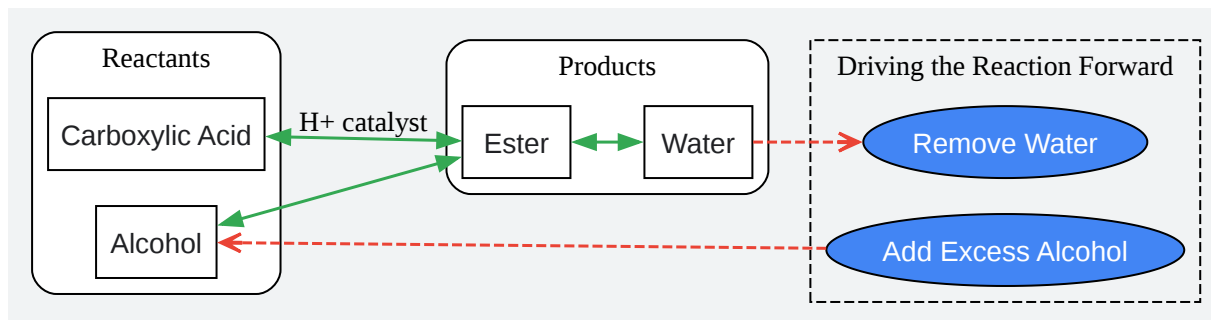 Reactants
Carboxylic Acid
Alcohol
H+ catalyst
Products
Ester
Water
Driving the Reaction Forward
Remove Water
Add Excess Alcohol